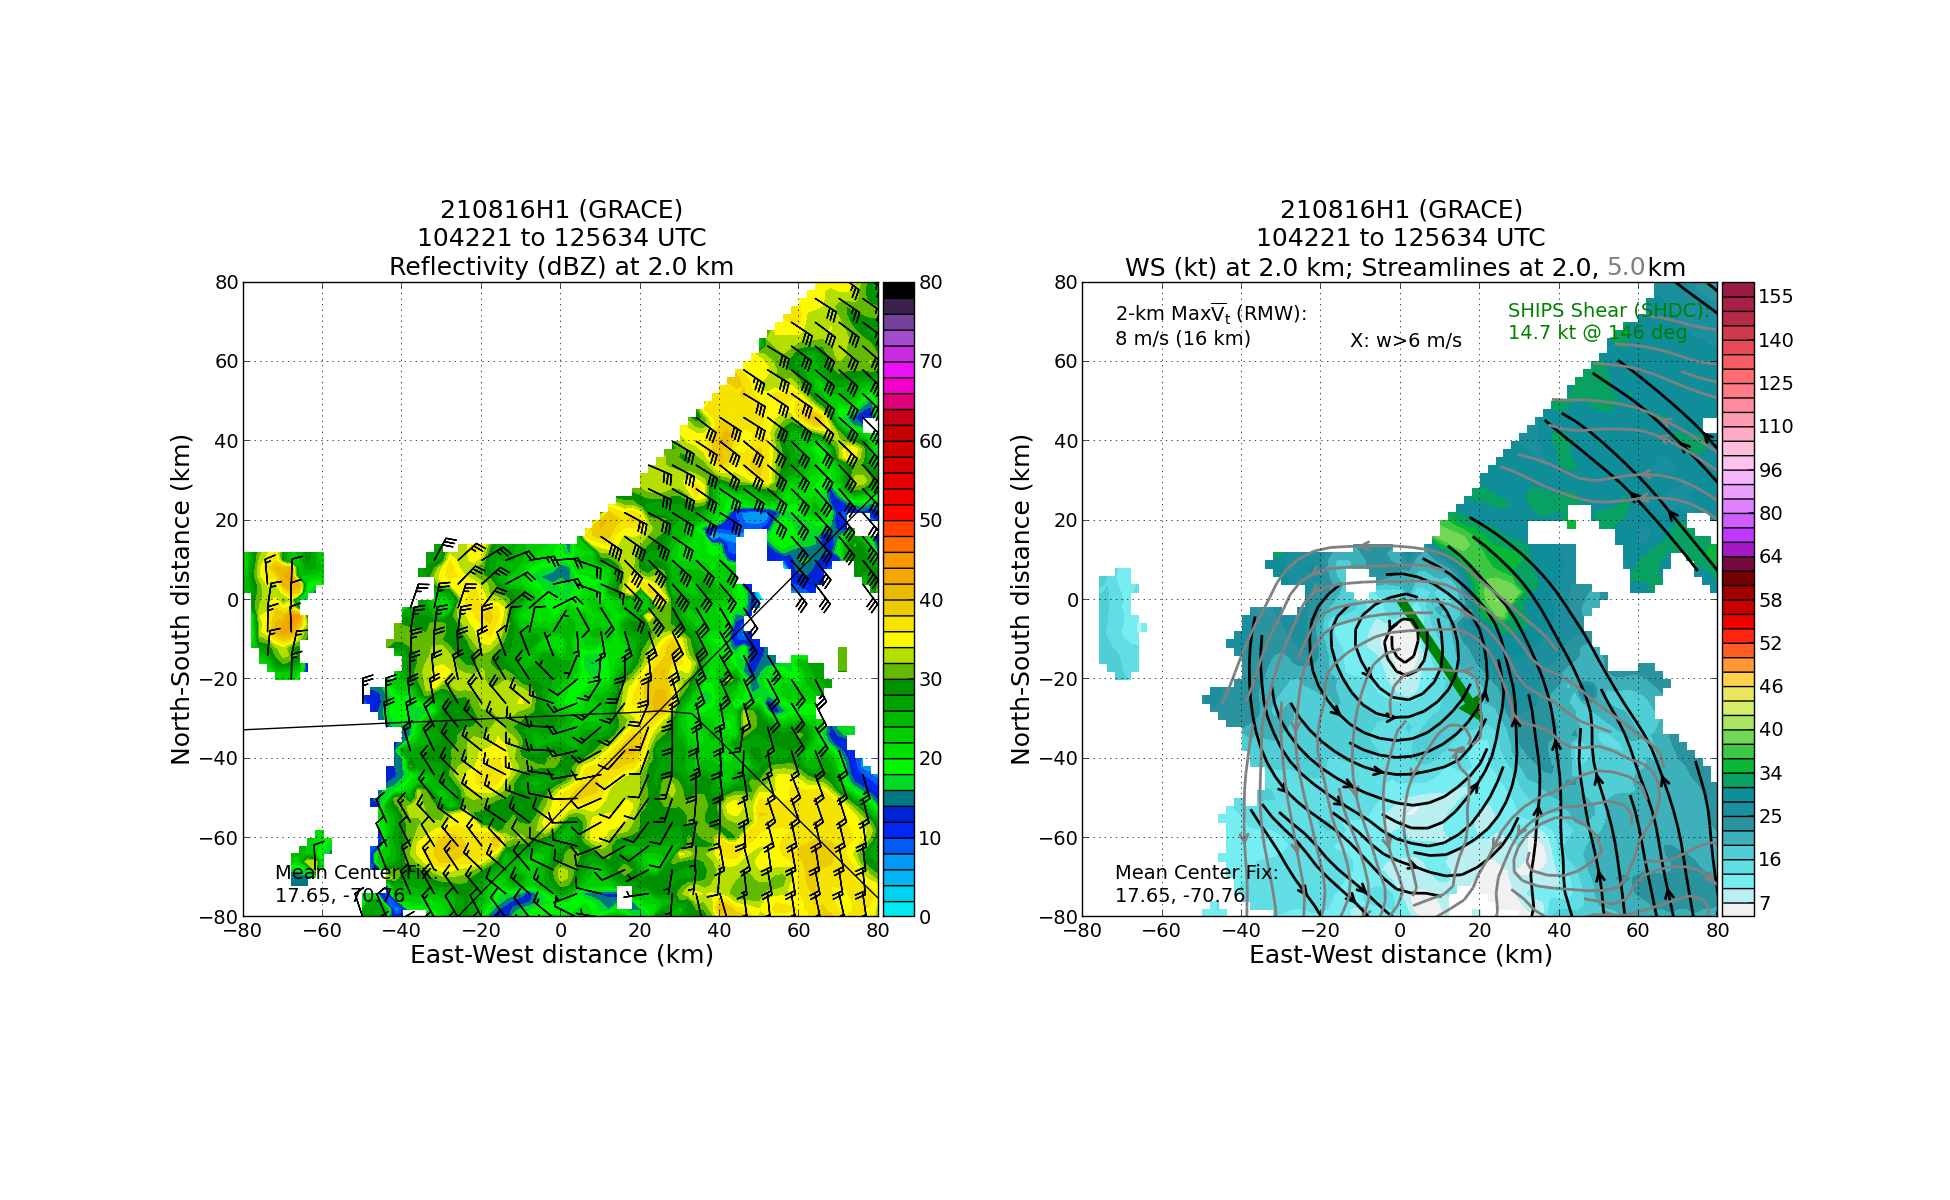 210816H1 (GRACE)
104221 to 125634 UTC
Reflectivity (dBZ) at 2.0 km
80
60
40
20
0
−20
−40
−60
−80
North-South distance (km)
Mean Center Fix:
17.65, -70.76
−80 −60 −40 −20 0 20 40 60 80
East-West distance (km)
80
70
60
50
40
30
20
10
0
210816H1 (GRACE)
104221 to 125634 UTC
WS (kt) at 2.0 km; Streamlines at 2.0, 5.0 km
80
60
40
20
0
−20
−40
−60
−80
North-South distance (km)
2-km Max V̅t (RMW):
8 m/s (16 km)
X: w>6 m/s
SHIPS Shear (SHDC):
14.7 kt @ 146 deg
Mean Center Fix:
17.65, -70.76
−80 −60 −40 −20 0 20 40 60 80
East-West distance (km)
155
140
125
110
96
80
64
58
52
46
40
34
25
16
7